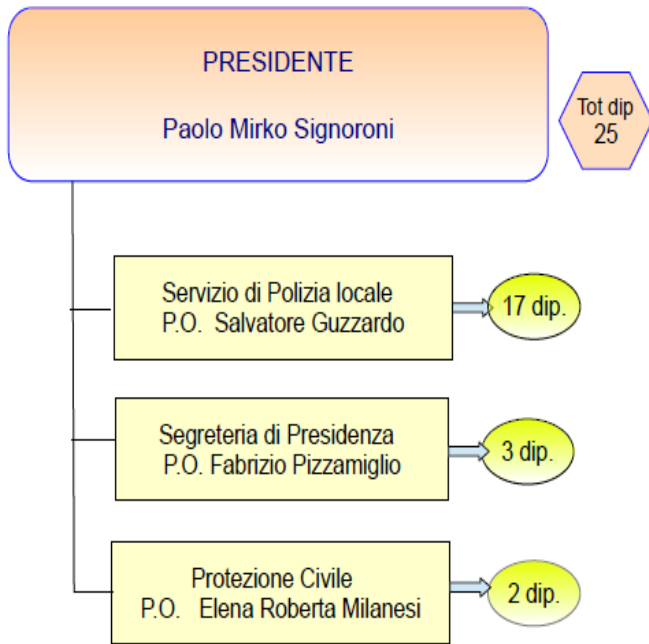 PRESIDENTE
Paolo Mirko Signoroni
Tot dip
25
Servizio di Polizia locale
P.O. Salvatore Guzzardo
17 dip.
Segreteria di Presidenza
P.O. Fabrizio Pizzamiglio
3 dip.
Protezione Civile
P.O. Elena Roberta Milanesi
2 dip.